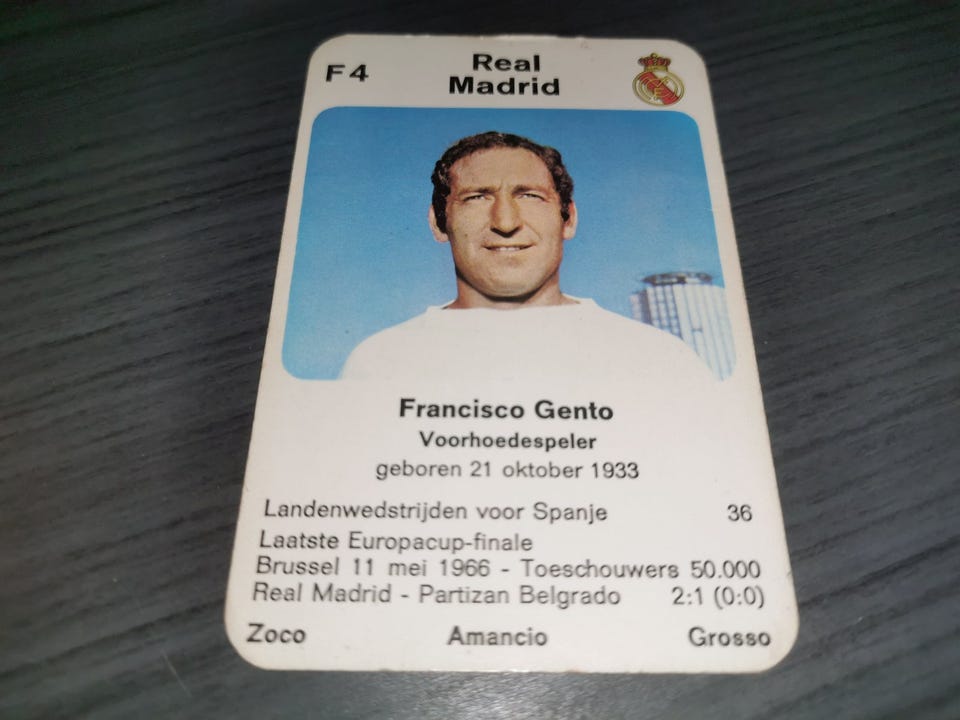 F4
Real
Madrid
Francisco Gento
Voorhoedespeler
geboren 21 oktober 1933
Landenwedstrijden voor Spanje 36
Laatste Europacup-finale
Brussel 11 mei 1966 - Toeschouwers 50.000
Real Madrid - Partizan Belgrado 2:1 (0:0)
Zoco Amancio Grosso